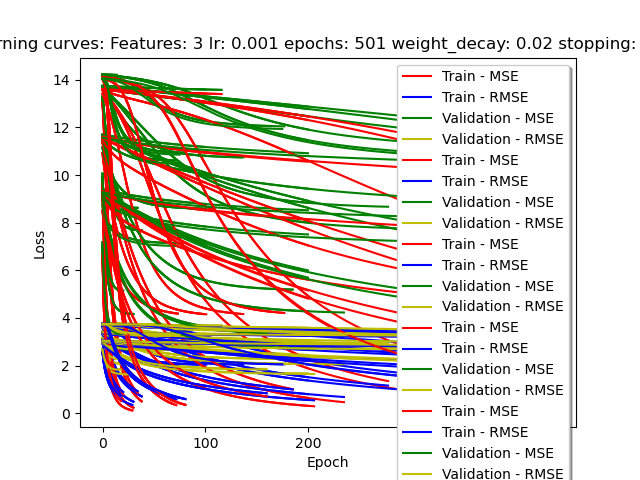 rning curves: Features: 3 lr: 0.001 epochs: 501 weight_decay: 0.02 stopping:
Loss
14
12
10
8
6
4
2
0
0 100 200
Epoch
Train - MSE
Train - RMSE
Validation - MSE
Validation - RMSE
Train - MSE
Train - RMSE
Validation - MSE
Validation - RMSE
Train - MSE
Train - RMSE
Validation - MSE
Validation - RMSE
Train - MSE
Train - RMSE
Validation - MSE
Validation - RMSE
Train - MSE
Train - RMSE
Validation - MSE
Validation - RMSE